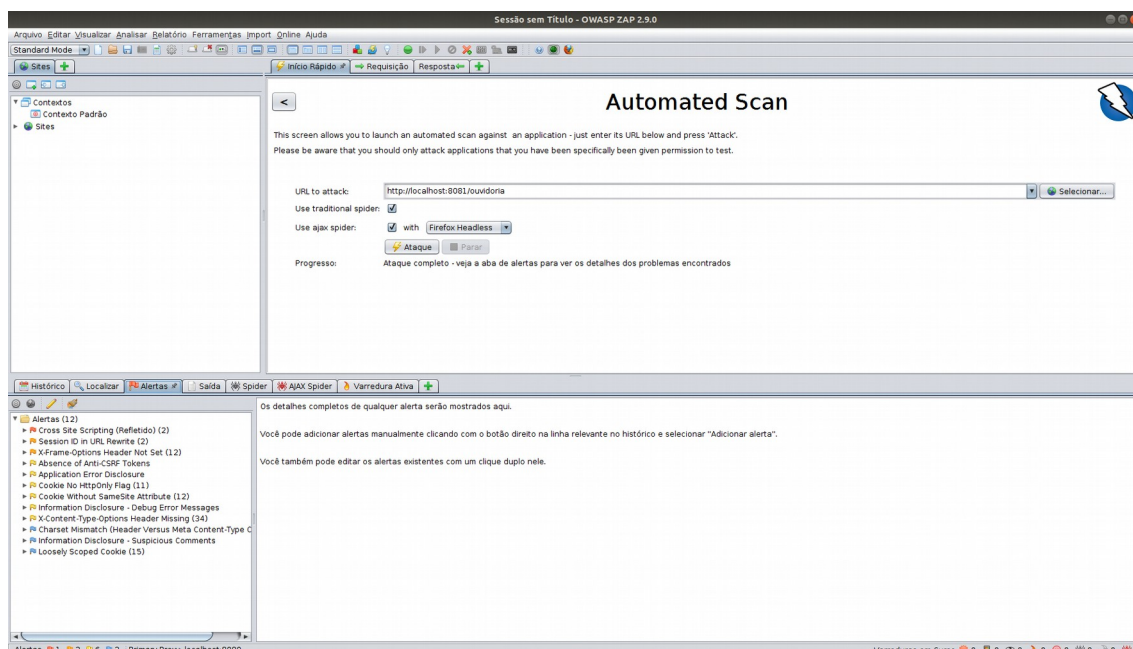 Sessão sem Título - OWASP ZAP 2.9.0
Arquivo Editar Visualizar Analisar Relatório Ferramentas Import Online Ajuda
Standard Mode
Sites
Início Rápido Requisição Resposta
Contextos
Contexto Padrão
Sites
<
Automated Scan
This screen allows you to launch an automated scan against an application - just enter its URL below and press 'Attack'.
Please be aware that you should only attack applications that you have been specifically been given permission to test.
URL to attack: http://localhost:8081/ouvidoria Selecionar...
Use traditional spider:
Use ajax spider: with Firefox Headless
Ataque Parar
Progresso: Ataque completo - veja a aba de alertas para ver os detalhes dos problemas encontrados
Histórico Localizar Alertas Saída Spider AJAX Spider Varredura Ativa
Alertas (12)
Cross Site Scripting (Refletido) (2)
Session ID in URL Rewrite (2)
X-Frame-Options Header Not Set (12)
Absence of Anti-CSRF Tokens
Application Error Disclosure
Cookie No HttpOnly Flag (11)
Cookie Without SameSite Attribute (12)
Information Disclosure - Debug Error Messages
X-Content-Type-Options Header Missing (34)
Charset Mismatch (Header Versus Meta Content-Type C
Information Disclosure - Suspicious Comments
Loosely Scoped Cookie (15)
Os detalhes completos de qualquer alerta serão mostrados aqui.
Você pode adicionar alertas manualmente clicando com o botão direito na linha relevante no histórico e selecionar "Adicionar alerta".
Você também pode editar os alertas existentes com um clique duplo nele.